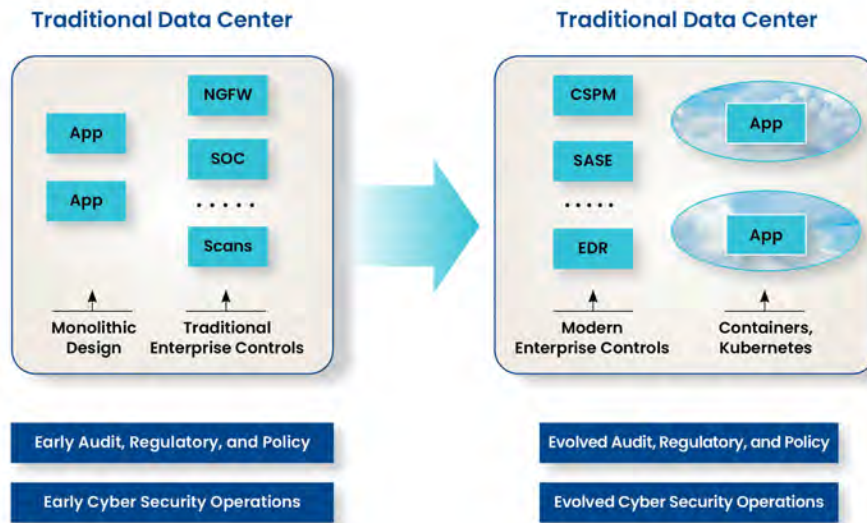 Traditional Data Center
App
App
NGFW
SOC
.....
Scans
Monolithic
Design
Traditional
Enterprise Controls
Early Audit, Regulatory, and Policy
Early Cyber Security Operations
Traditional Data Center
CSPM
SASE
.....
EDR
App
App
Modern
Enterprise Controls
Containers,
Kubernetes
Evolved Audit, Regulatory, and Policy
Evolved Cyber Security Operations